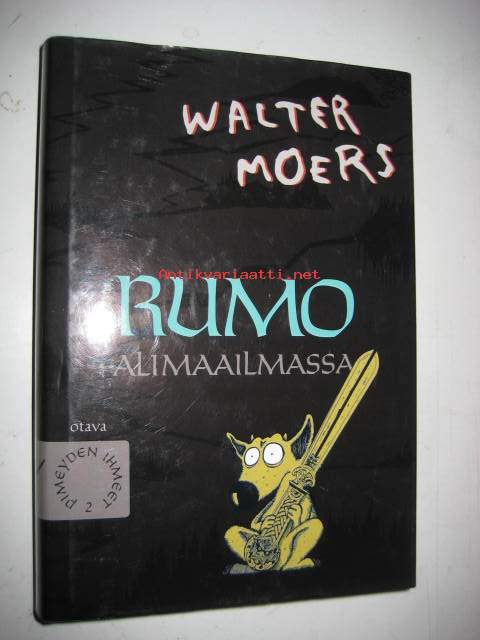 WALTER
MOERS
Antikvariaatti.net
RUMO
ALIMAAILMASSA
otava
PIMEYDEN IHMEET
2